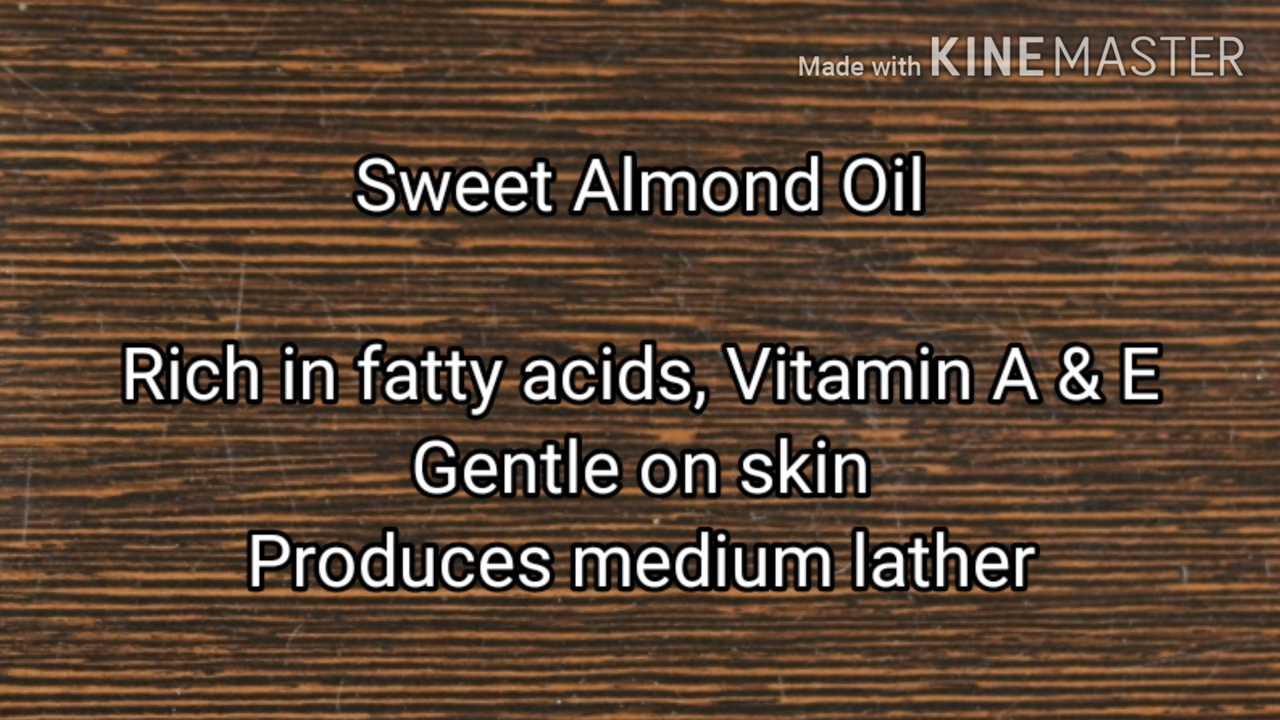 Made with KINEMASTER
Sweet Almond Oil
Rich in fatty acids, Vitamin A & E
Gentle on skin
Produces medium lather